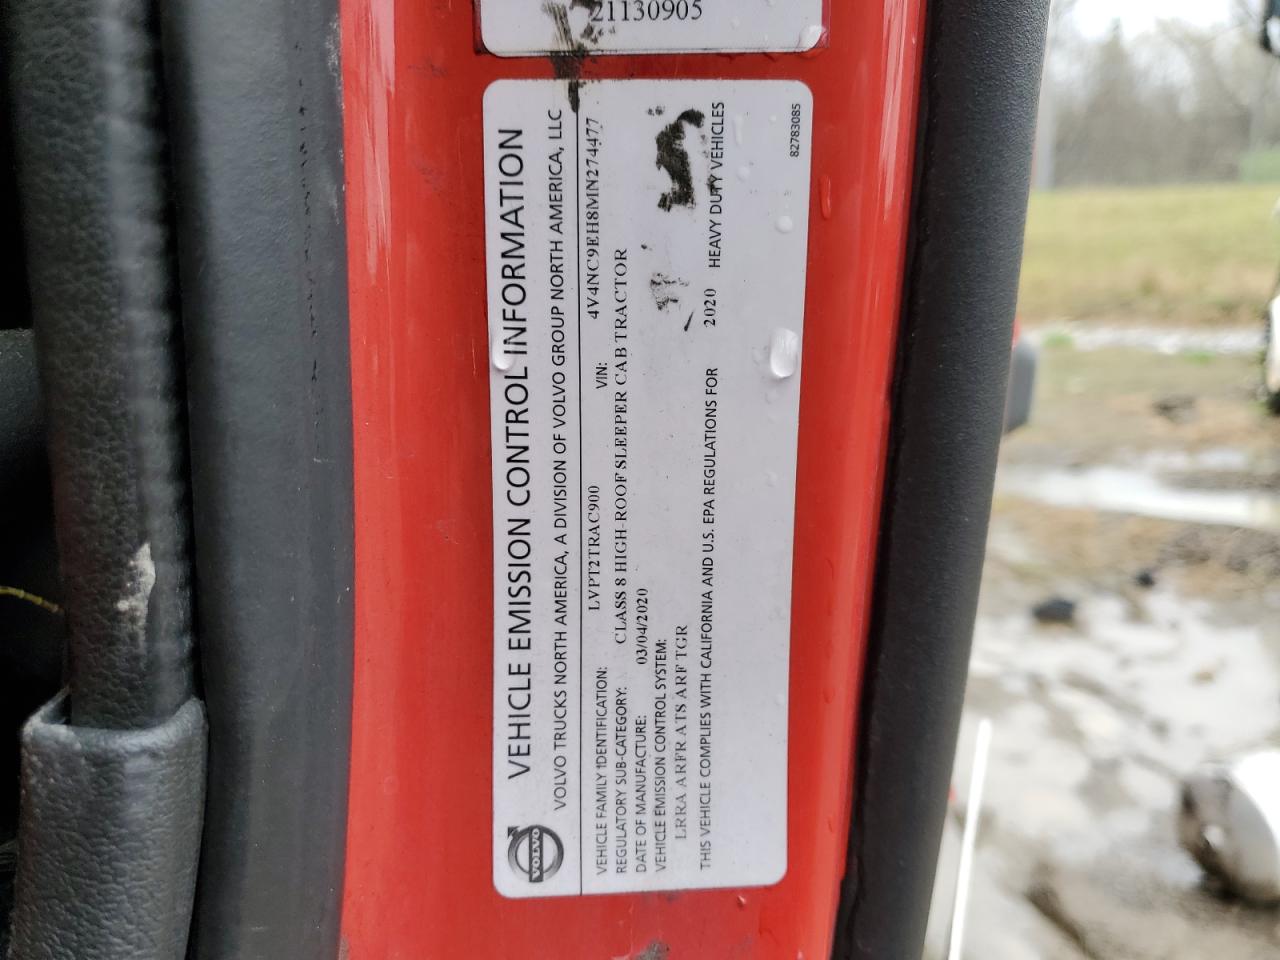 21130905
VEHICLE EMISSION CONTROL INFORMATION
VOLVO TRUCKS NORTH AMERICA, A DIVISION OF VOLVO GROUP NORTH AMERICA, LLC
VOLVO
VEHICLE FAMILY IDENTIFICATION: LVPT2TRAC900 VIN: 4V4NC9EH8MN274477
REGULATORY SUB-CATEGORY: CLASS 8 HIGH-ROOF SLEEPER CAB TRACTOR
DATE OF MANUFACTURE: 03/04/2020
VEHICLE EMISSION CONTROL SYSTEM:
LRRA ARFR ATS ARF TGR
THIS VEHICLE COMPLIES WITH CALIFORNIA AND U.S. EPA REGULATIONS FOR 2020 HEAVY DUTY VEHICLES
82783085